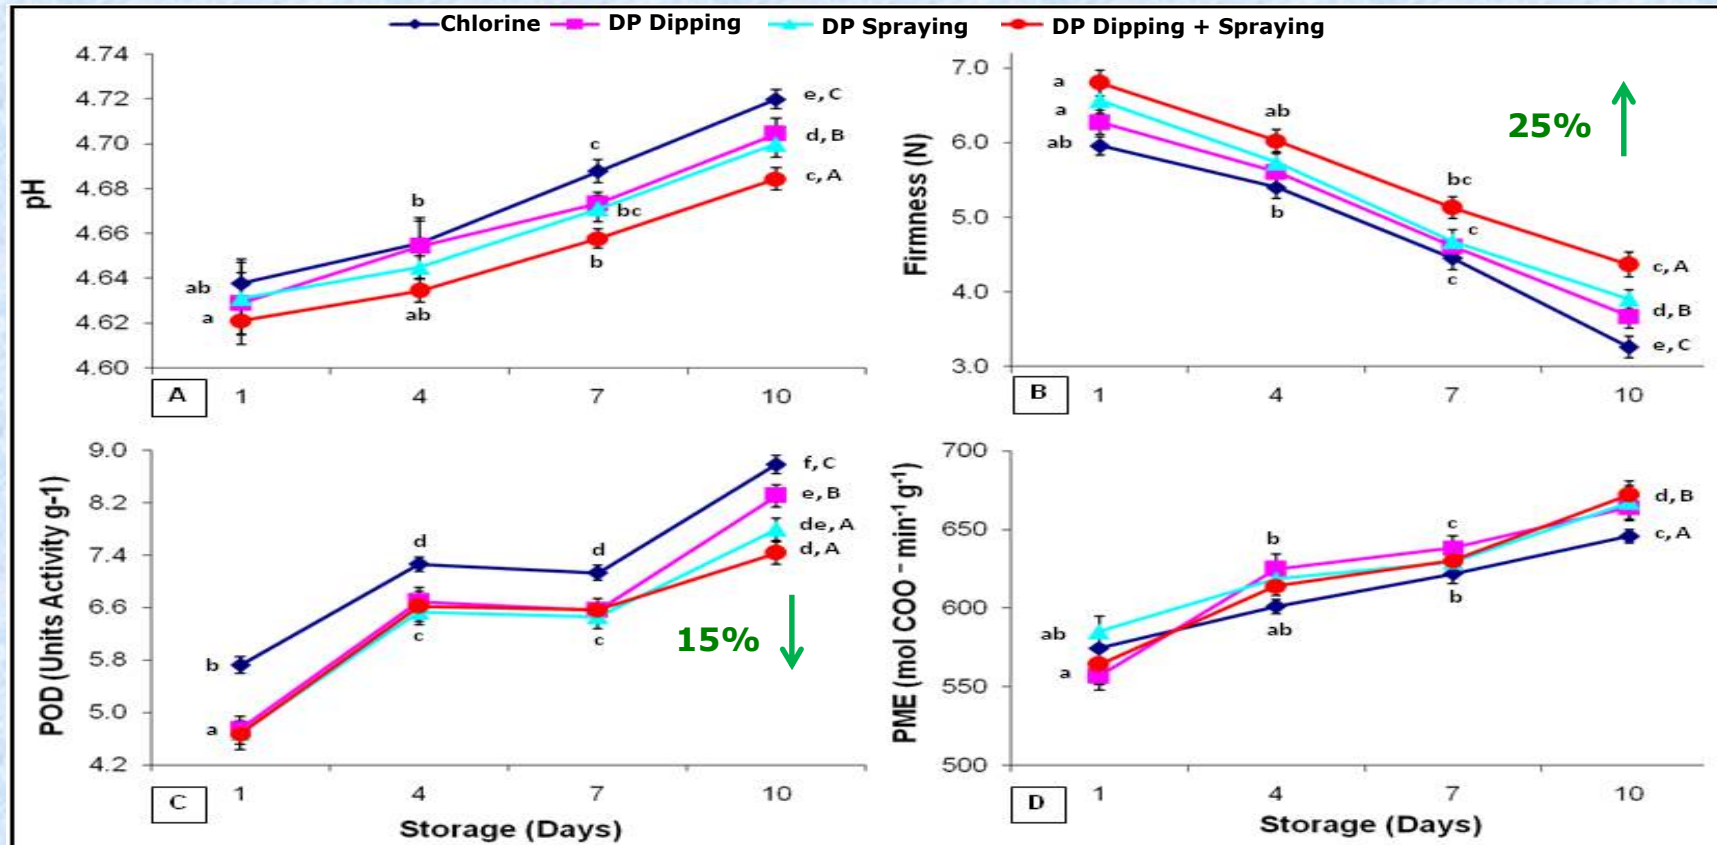 Chlorine DP Dipping DP Spraying DP Dipping + Spraying
pH
4.74
4.72
4.70
4.68
4.66
4.64
4.62
4.60
ab
a
b
ab
c
bc
b
e, C
d, B
c, A
A
1 4 7 10
Firmness (N)
7.0
6.0
5.0
4.0
3.0
a
a
ab
ab
b
bc
c
c
c, A
d, B
e, C
25%
B
1 4 7 10
POD (Units Activity g-1)
9.0
8.2
7.4
6.6
5.8
5.0
4.2
b
a
d
c
d
c
f, C
e, B
de, A
d, A
15%
C
1 4 7 10
Storage (Days)
PME (mol COO⁻ min⁻¹ g⁻¹)
700
650
600
550
500
ab
a
b
ab
c
b
d, B
c, A
D
1 4 7 10
Storage (Days)